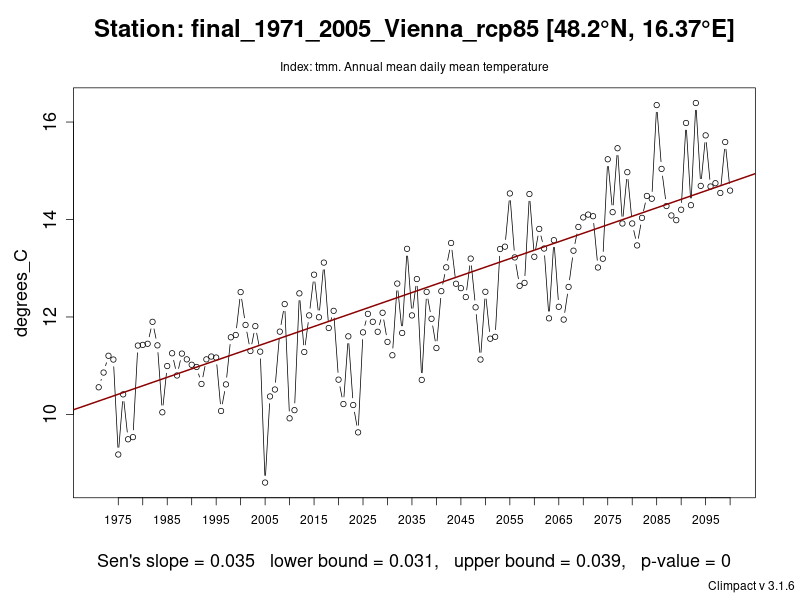 Station: final_1971_2005_Vienna_rcp85 [48.2°N, 16.37°E]
Index: tmm. Annual mean daily mean temperature
degrees_C
16
14
12
10
1975 1985 1995 2005 2015 2025 2035 2045 2055 2065 2075 2085 2095
Sen's slope = 0.035 lower bound = 0.031, upper bound = 0.039, p-value = 0
Climpact v 3.1.6